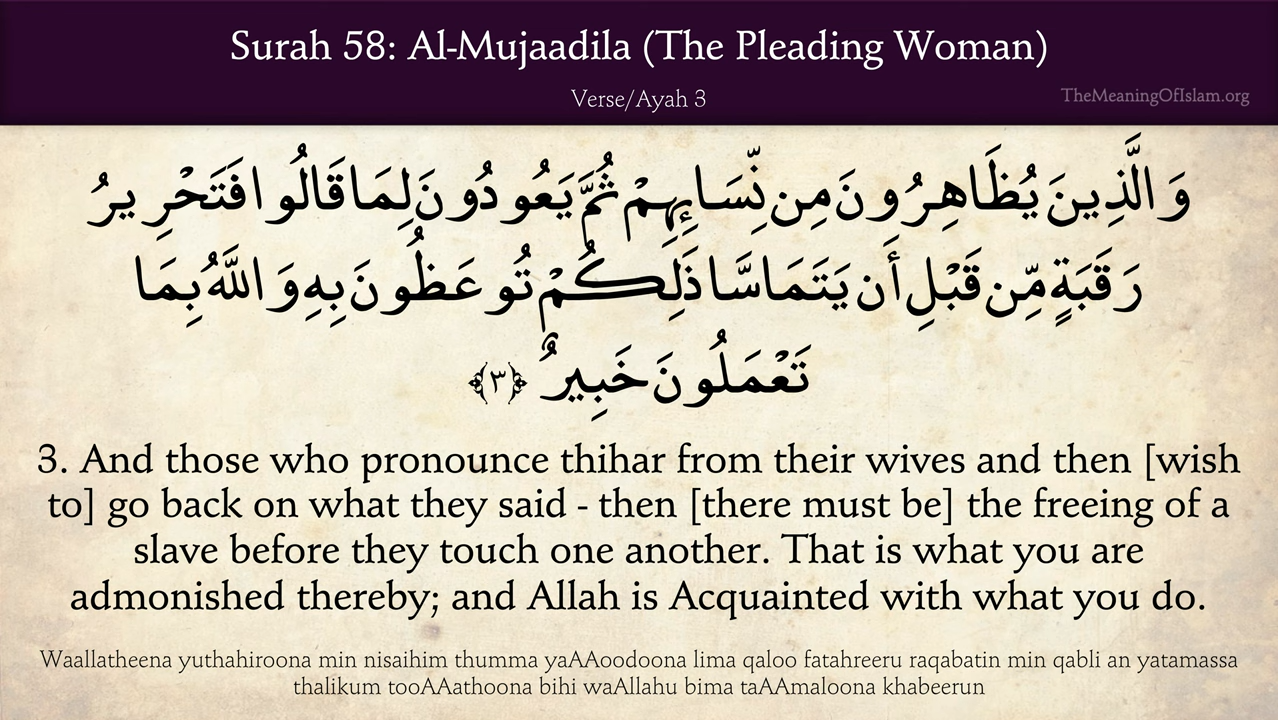 Surah 58: Al-Mujaadila (The Pleading Woman)
Verse/Ayah 3
TheMeaningOfIslam.org
وَالَّذِينَ يُظَاهِرُونَ مِن نِّسَايِٕهِمْ ثُمَّ يَعُودُونَ لِمَا قَالُوا فَتَحْرِيرُ
رَقَبَةٍ مِّن قَبْلِ أَن يَتَمَاسَّا ذَلِكُمْ تُوعَظُونَ بِهِ وَاللَّهُ بِمَا
تَعْمَلُونَ خَبِيرٌ ﴿٣﴾
3. And those who pronounce thihar from their wives and then [wish
to] go back on what they said - then [there must be] the freeing of a
slave before they touch one another. That is what you are
admonished thereby; and Allah is Acquainted with what you do.
Waallatheena yuthahiroona min nisaihim thumma yaAAoodoona lima qaloo fatahreeru raqabatin min qabli an yatamassa
thalikum tooAAathoona bihi waAllahu bima taAAmaloona khabeerun